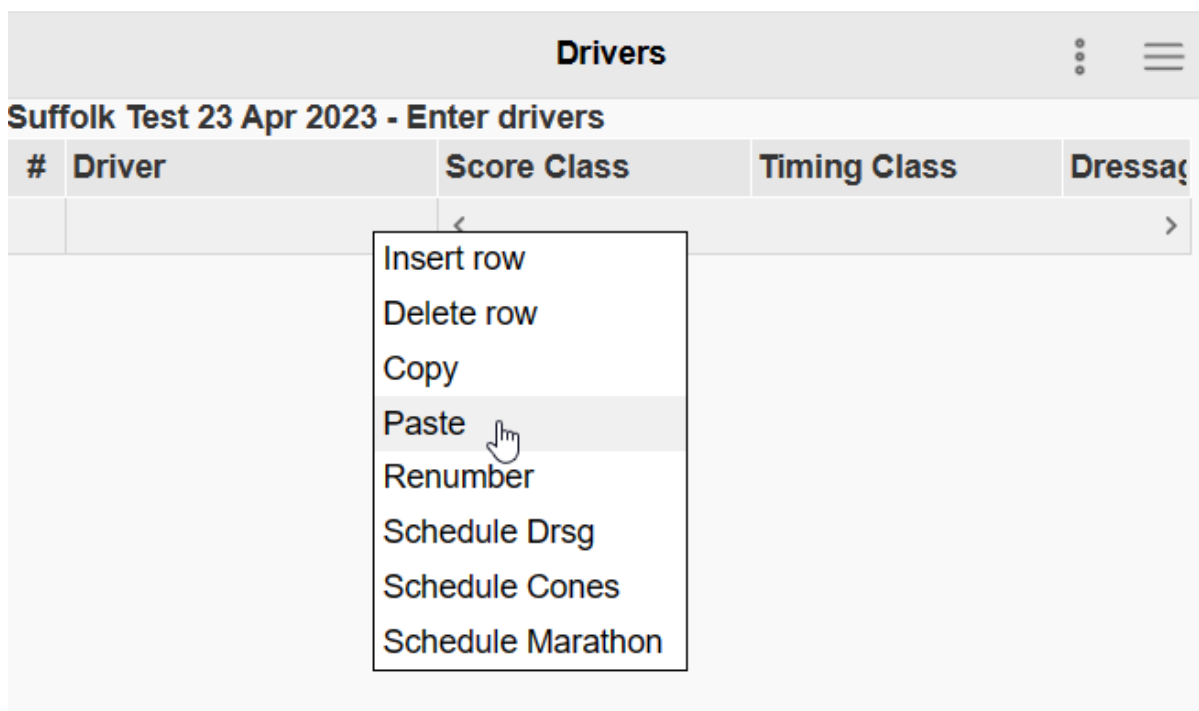 Drivers
Suffolk Test 23 Apr 2023 - Enter drivers
# Driver Score Class Timing Class Dressag
Insert row
Delete row
Copy
Paste
Renumber
Schedule Drsg
Schedule Cones
Schedule Marathon